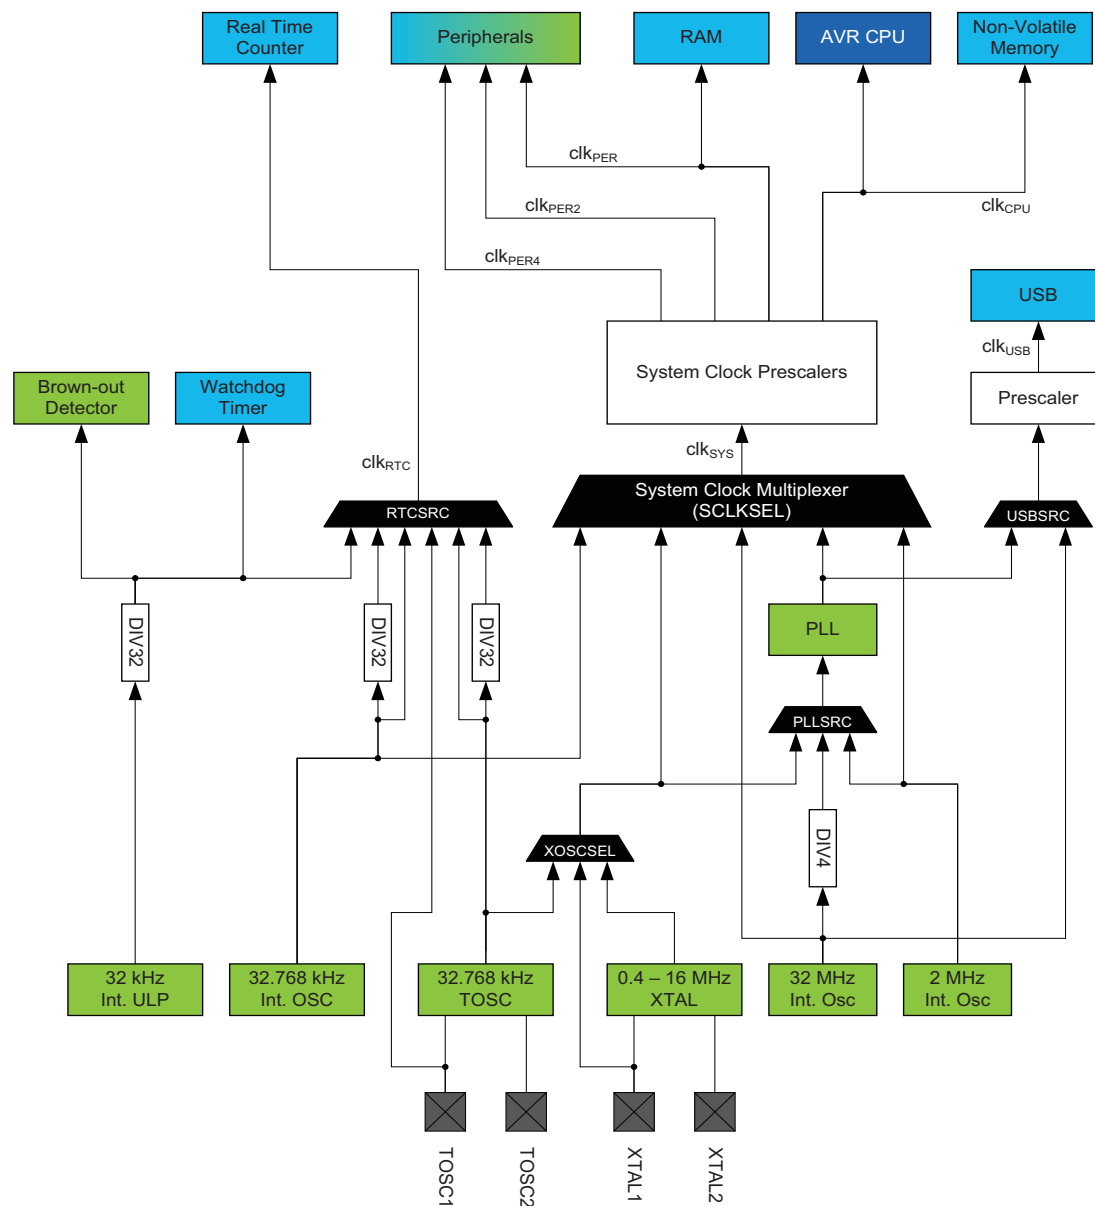 Real Time
Counter
Peripherals
RAM
AVR CPU
Non-Volatile
Memory
clkPER
clkPER2
clkCPU
clkPER4
USB
clkUSB
System Clock Prescalers
Prescaler
Brown-out
Detector
Watchdog
Timer
clkSYS
clkRTC
System Clock Multiplexer
(SCLKSEL)
RTCSRC
USBSRC
DIV32
DIV32
DIV32
PLL
PLLSRC
XOSCSEL
DIV4
32 kHz
Int. ULP
32.768 kHz
Int. OSC
32.768 kHz
TOSC
0.4 – 16 MHz
XTAL
32 MHz
Int. Osc
2 MHz
Int. Osc
TOSC1
TOSC2
XTAL1
XTAL2